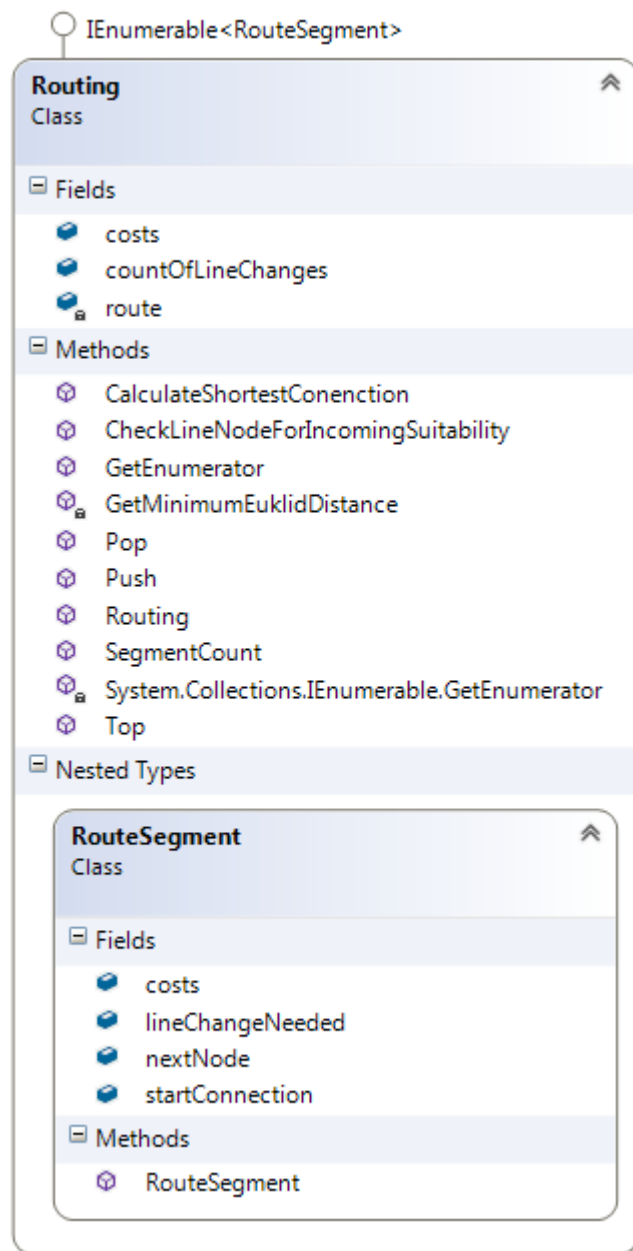 IEnumerable<RouteSegment>
Routing
Class
Fields
costs
countOfLineChanges
route
Methods
CalculateShortestConenction
CheckLineNodeForIncomingSuitability
GetEnumerator
GetMinimumEuklidDistance
Pop
Push
Routing
SegmentCount
System.Collections.IEnumerable.GetEnumerator
Top
Nested Types
RouteSegment
Class
Fields
costs
lineChangeNeeded
nextNode
startConnection
Methods
RouteSegment